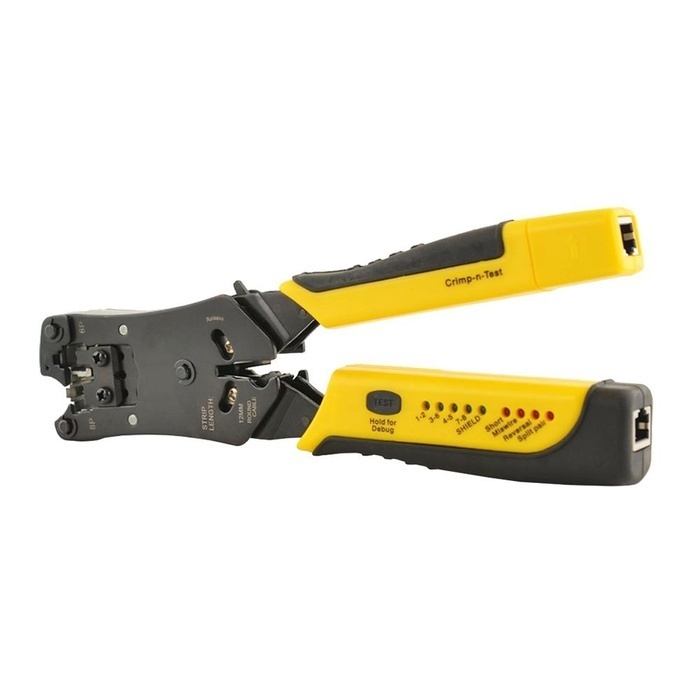 6P
8P
Release
STRIP
LENGTH:
12MM
ROUND
CABLE
Crimp-n-Test
TEST
Hold for
Debug
1-2
3-6
4-5
7-8
SHIELD
Short
Miswire
Reversal
Split pair